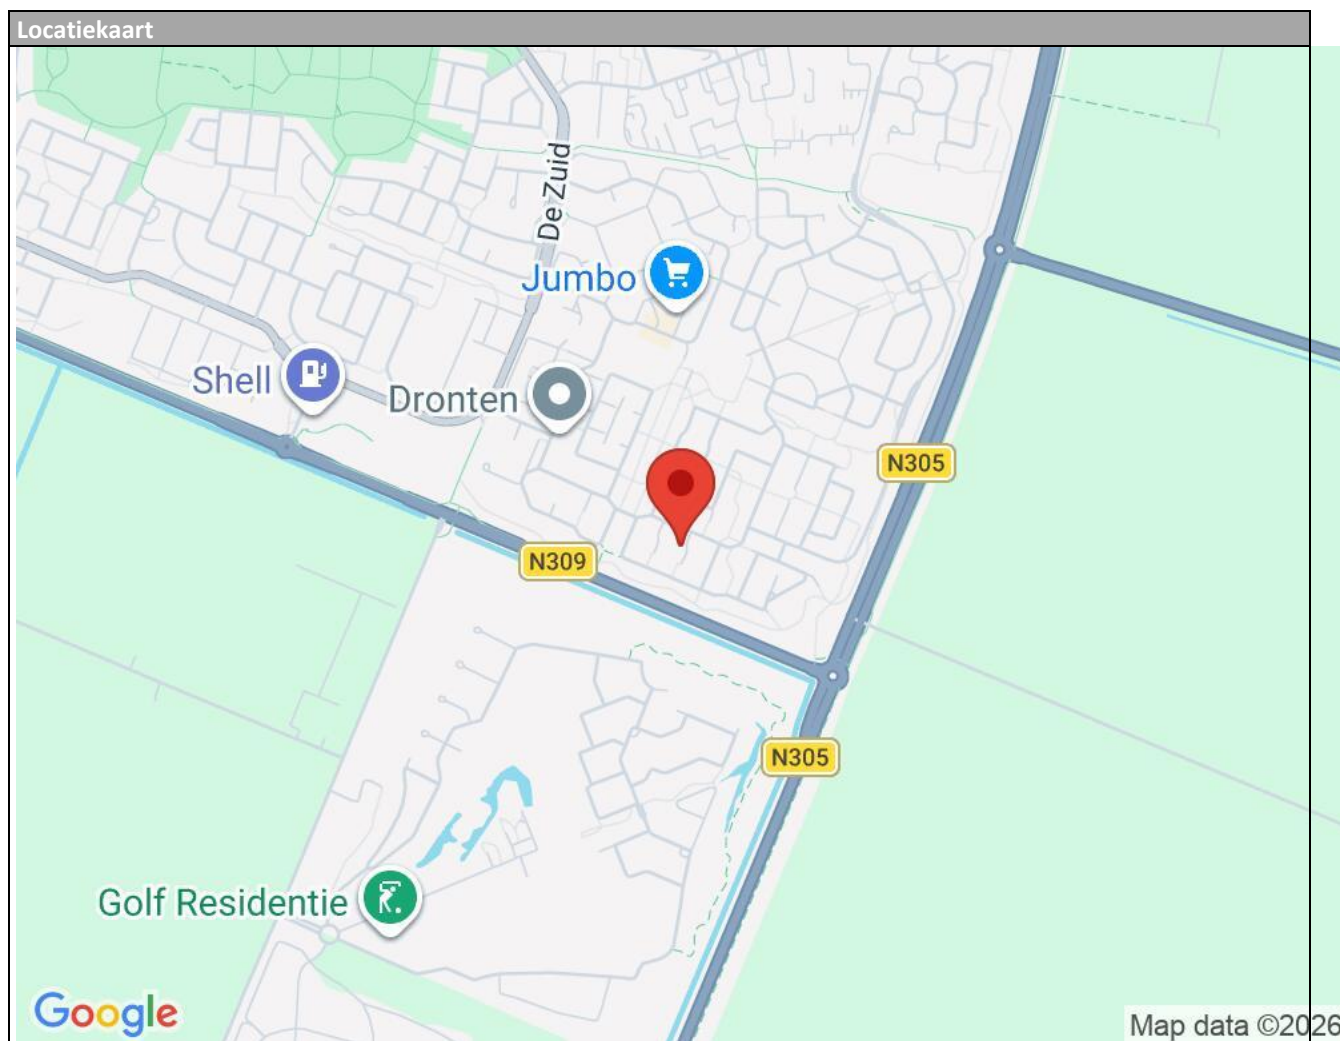 Locatiekaart
De Zuid
Jumbo
Shell
Dronten
N305
N309
N305
Golf Residentie
Google
Map data ©2026